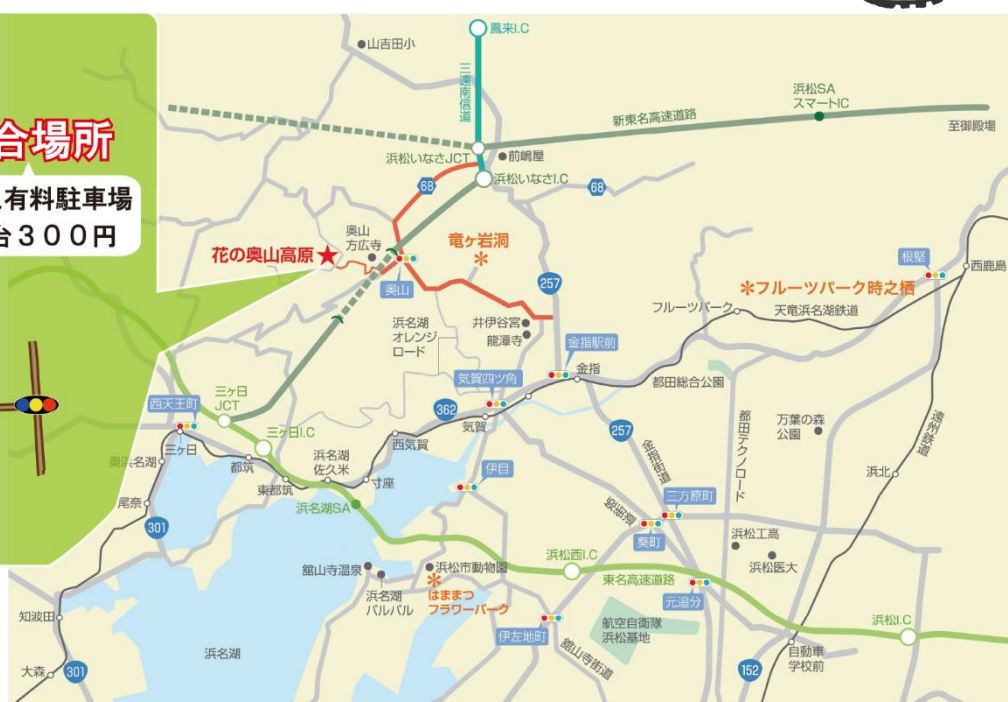 合場所
有料駐車場
台３００円
鳳来I.C
山吉田小
三遠南信道
浜松SA
スマートIC
新東名高速道路
至御殿場
浜松いなさJCT
前嶋屋
浜松いなさI.C
68
68
奥山
方広寺
花の奥山高原
竜ヶ岩洞
奥山
257
根堅
西鹿島
フルーツパーク時之栖
フルーツパーク
天竜浜名湖鉄道
浜名湖
オレンジ
ロード
井伊谷宮
龍潭寺
金指駅前
金指
都田総合公園
気賀四ツ角
362
気賀
西気賀
三ヶ日
JCT
西天王町
三ヶ日I.C
三ヶ日
奥浜名湖
都筑
浜名湖
佐久米
東都筑
寸座
尾奈
浜名湖SA
301
伊目
257
金指街道
姫街道
都田テクノロード
万葉の森
公園
遠州鉄道
浜北
三方原町
葵町
浜松工高
浜松医大
浜松西I.C
東名高速道路
元追分
舘山寺温泉
浜名湖
パルパル
浜松市動物園
はままつ
フラワーパーク
伊左地町
舘山寺街道
航空自衛隊
浜松基地
浜松I.C
自動車
学校前
152
知波田
浜名湖
大森
301